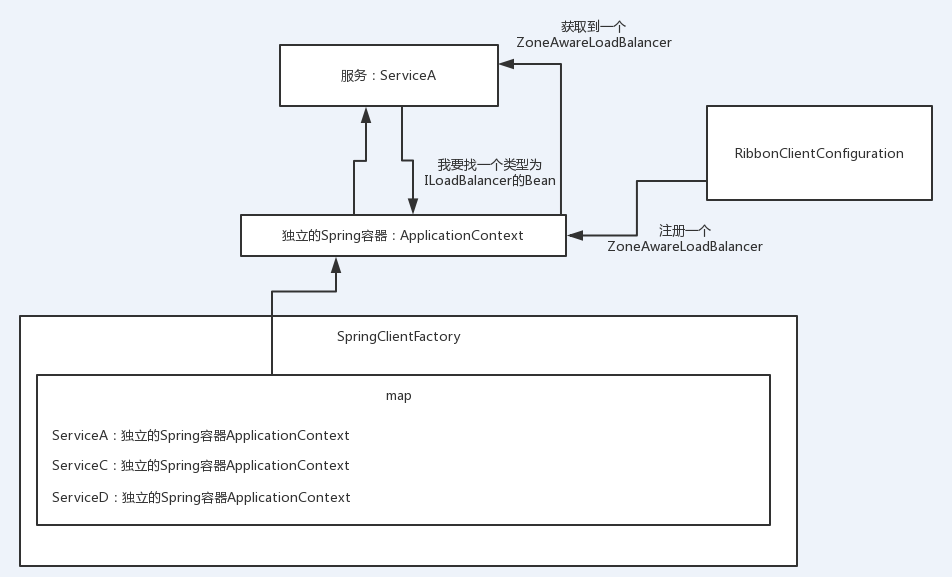 获取到一个
ZoneAwareLoadBalancer
服务：ServiceA
RibbonClientConfiguration
我要找一个类型为
ILoadBalancer的Bean
独立的Spring容器：ApplicationContext
注册一个
ZoneAwareLoadBalancer
SpringClientFactory
map
ServiceA：独立的Spring容器ApplicationContext
ServiceC：独立的Spring容器ApplicationContext
ServiceD：独立的Spring容器ApplicationContext